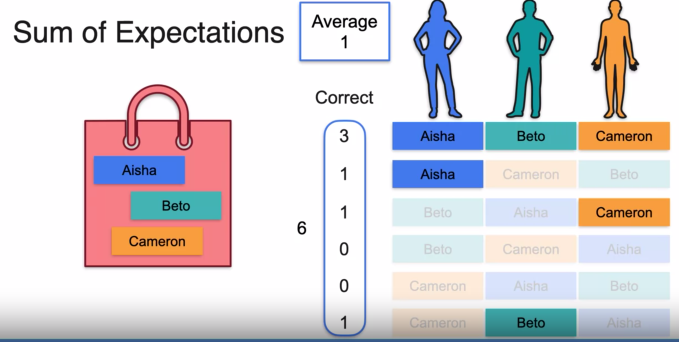 Sum of Expectations
Average
1
Correct
Aisha
Beto
Cameron
6
3 Aisha Beto Cameron
1 Aisha Cameron Beto
1 Beto Aisha Cameron
0 Beto Cameron Aisha
0 Cameron Aisha Beto
1 Cameron Beto Aisha